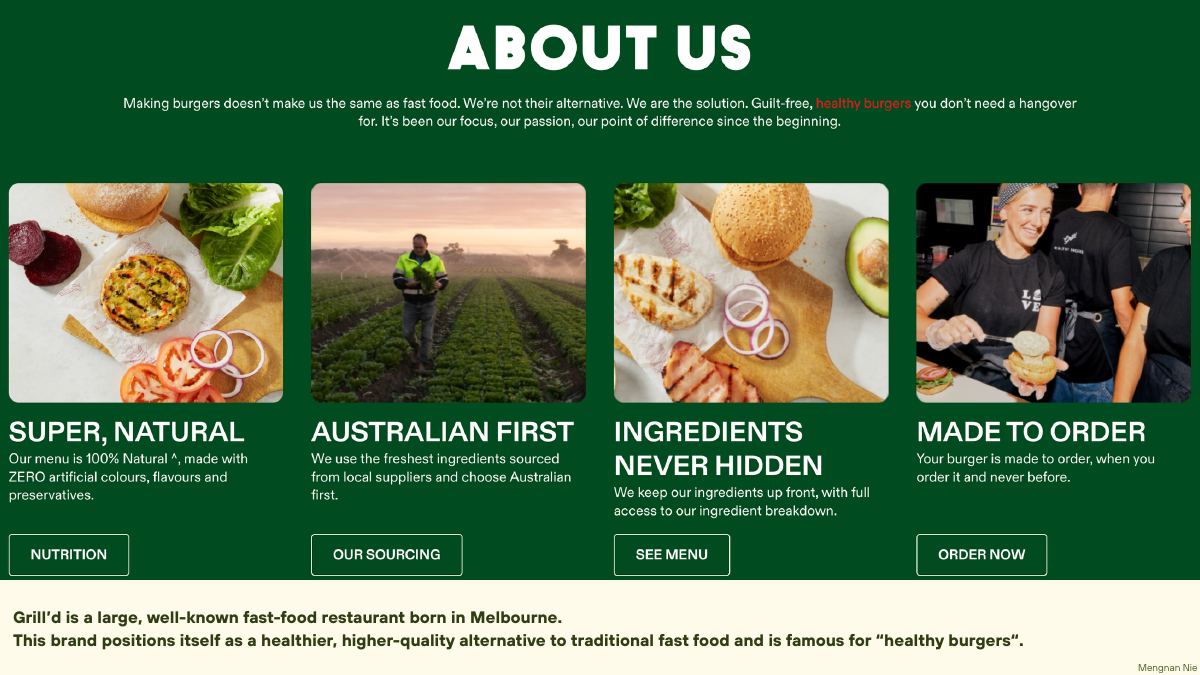 ABOUT US
Making burgers doesn't make us the same as fast food. We're not their alternative. We are the solution. Guilt-free, healthy burgers you don't need a hangover
for. It's been our focus, our passion, our point of difference since the beginning.
SUPER, NATURAL
Our menu is 100% Natural ^, made with
ZERO artificial colours, flavours and
preservatives.
NUTRITION
AUSTRALIAN FIRST
We use the freshest ingredients sourced
from local suppliers and choose Australian
first.
OUR SOURCING
INGREDIENTS
NEVER HIDDEN
We keep our ingredients up front, with full
access to our ingredient breakdown.
SEE MENU
LOVE
MADE TO ORDER
Your burger is made to order, when you
order it and never before.
ORDER NOW
Grill'd is a large, well-known fast-food restaurant born in Melbourne.
This brand positions itself as a healthier, higher-quality alternative to traditional fast food and is famous for “healthy burgers“.
Mengnan Nie